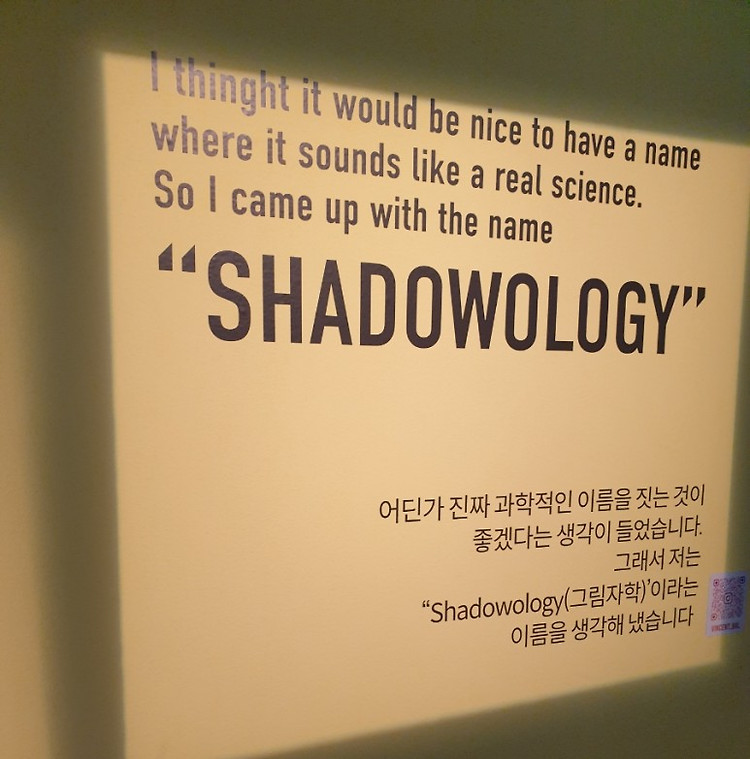 I thinght it would be nice to have a name
where it sounds like a real science.
So I came up with the name
“SHADOWOLOGY”
어딘가 진짜 과학적인 이름을 짓는 것이
좋겠다는 생각이 들었습니다.
그래서 저는
“Shadowology(그림자학)’이라는
이름을 생각해 냈습니다
VINCENT_BAL